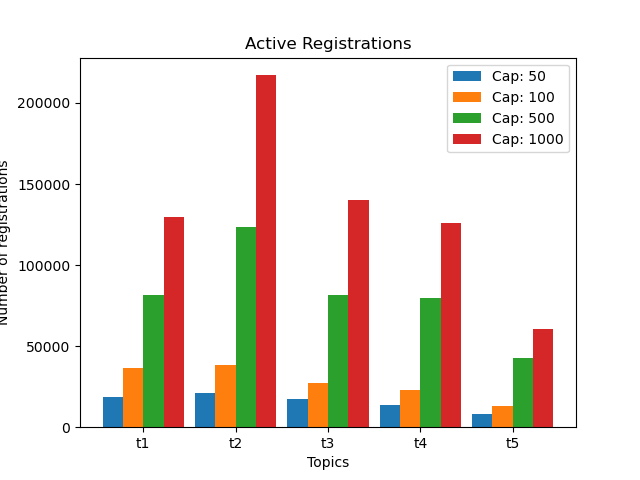 Active Registrations
Number of registrations
200000
150000
100000
50000
0
Cap: 50
Cap: 100
Cap: 500
Cap: 1000
t1 t2 t3 t4 t5
Topics